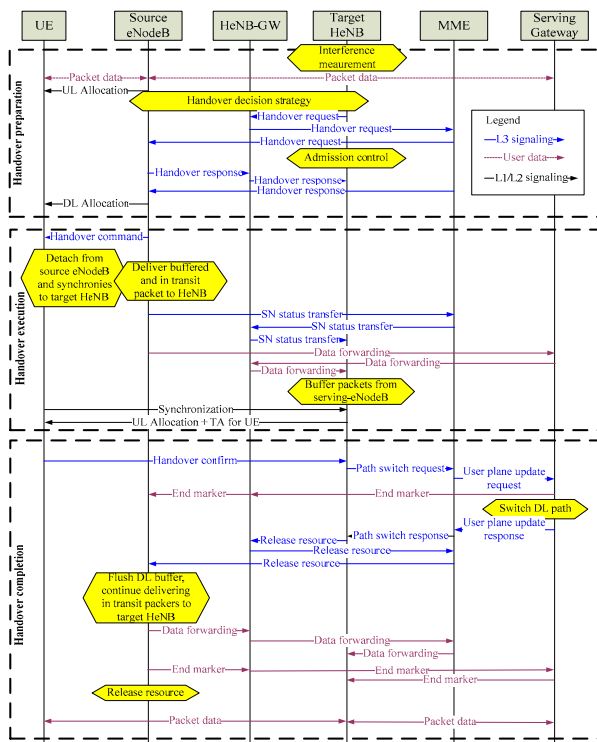 UE
Source
eNodeB
HeNB-GW
Target
HeNB
MME
Serving
Gateway
Handover preparation
Interference
meaurement
Packet data
Packet data
UL Allocation
Handover decision strategy
Handover request
Handover request
Handover request
Admission control
Handover response
Handover response
Handover response
DL Allocation
Legend
L3 signaling
User data
L1/L2 signaling
Handover execution
Handover command
Detach from
source eNodeB
and synchronies
to target HeNB
Deliver buffered
and in transit
packet to HeNB
SN status transfer
SN status transfer
SN status transfer
Data forwarding
Data forwarding
Data forwarding
Buffer packets from
serving-eNodeB
Synchronization
UL Allocation + TA for UE
Handover completion
Handover confirm
Path switch request
User plane update
request
End marker
End marker
Switch DL path
User plane update
response
Path switch response
Release resource
Release resource
Release resource
Flush DL buffer,
continue delivering
in transit packers to
target HeNB
Data forwarding
Data forwarding
Data forwarding
End marker
End marker
End marker
Release resource
Packet data
Packet data